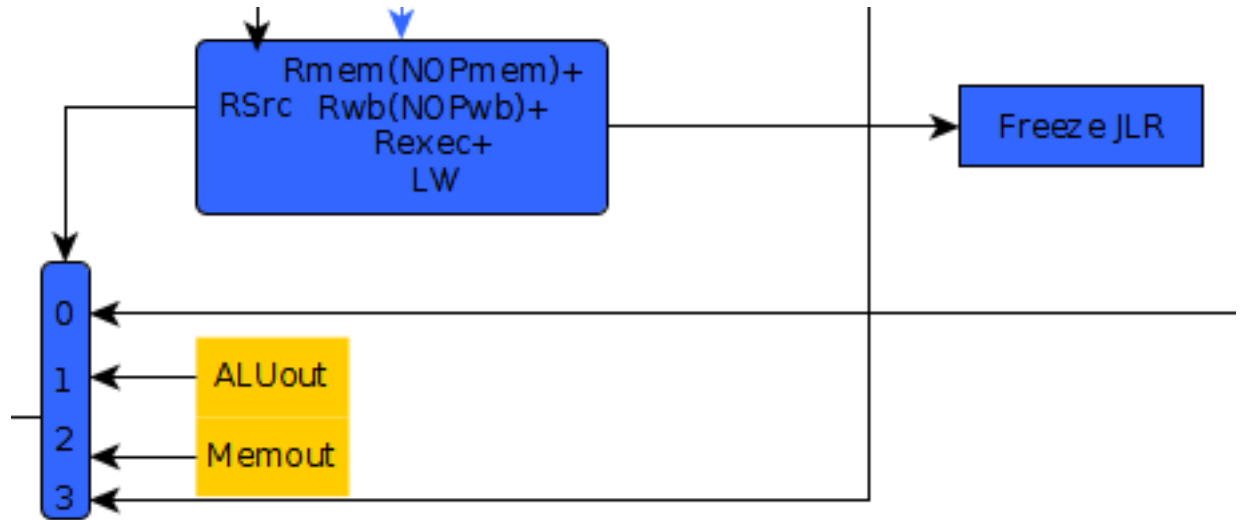 Rmem(NOPmem)+
RSrc Rwb(NOPwb)+
Rexec+
LW
Freeze JLR
0
1
ALUout
2
Memout
3